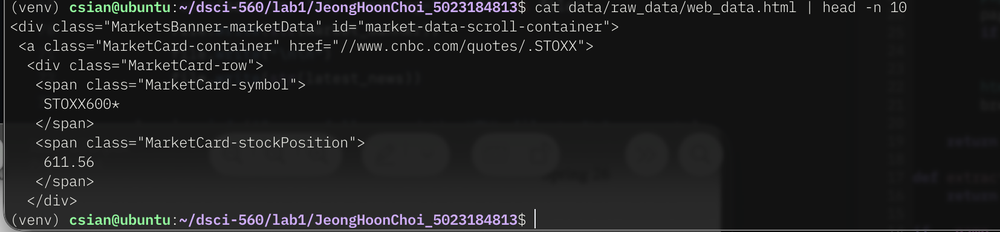 (venv) csian@ubuntu:~/dsci-560/lab1/JeongHoonChoi_5023184813$ cat data/raw_data/web_data.html | head -n 10
<div class="MarketsBanner-marketData" id="market-data-scroll-container">
 <a class="MarketCard-container" href="//www.cnbc.com/quotes/.STOXX">
  <div class="MarketCard-row">
   <span class="MarketCard-symbol">
    STOXX600*
   </span>
   <span class="MarketCard-stockPosition">
    611.56
   </span>
  </div>
(venv) csian@ubuntu:~/dsci-560/lab1/JeongHoonChoi_5023184813$